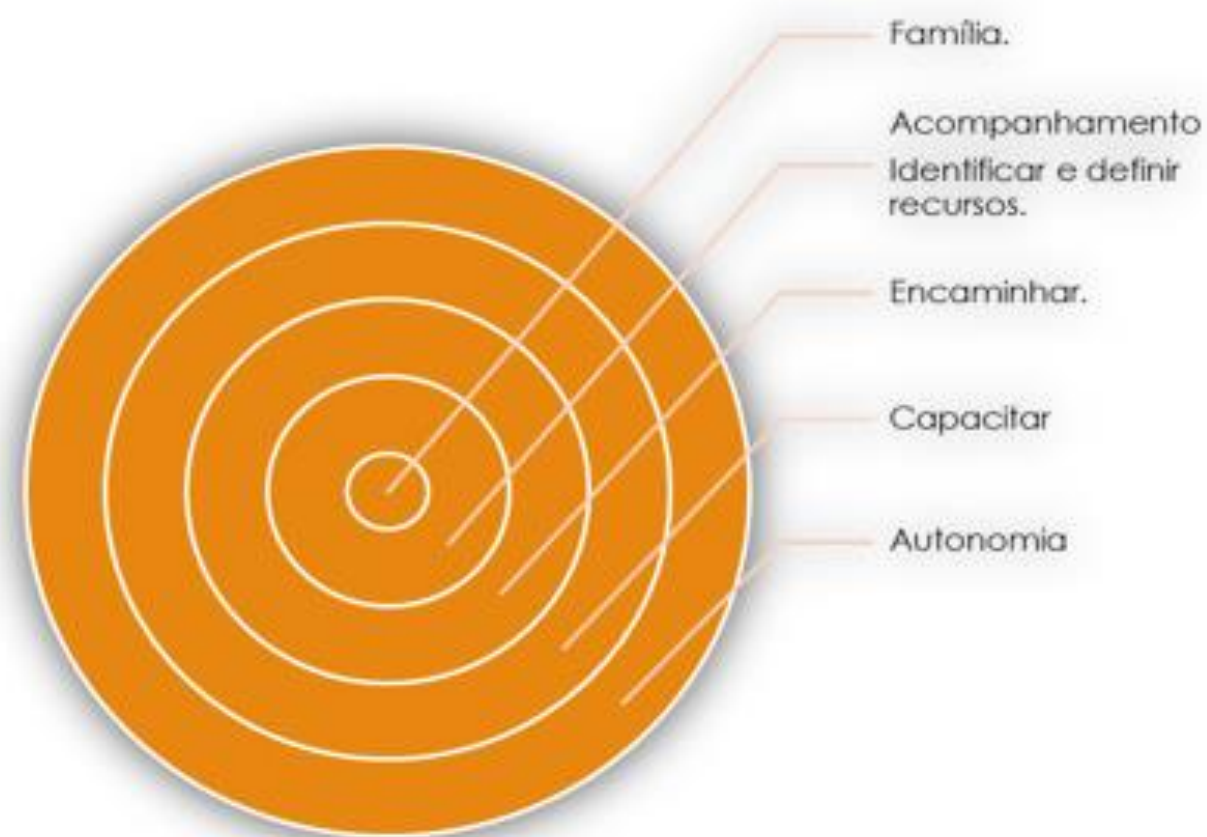 Família.
Acompanhamento
Identificar e definir
recursos.
Encaminhar.
Capacitar
Autonomia